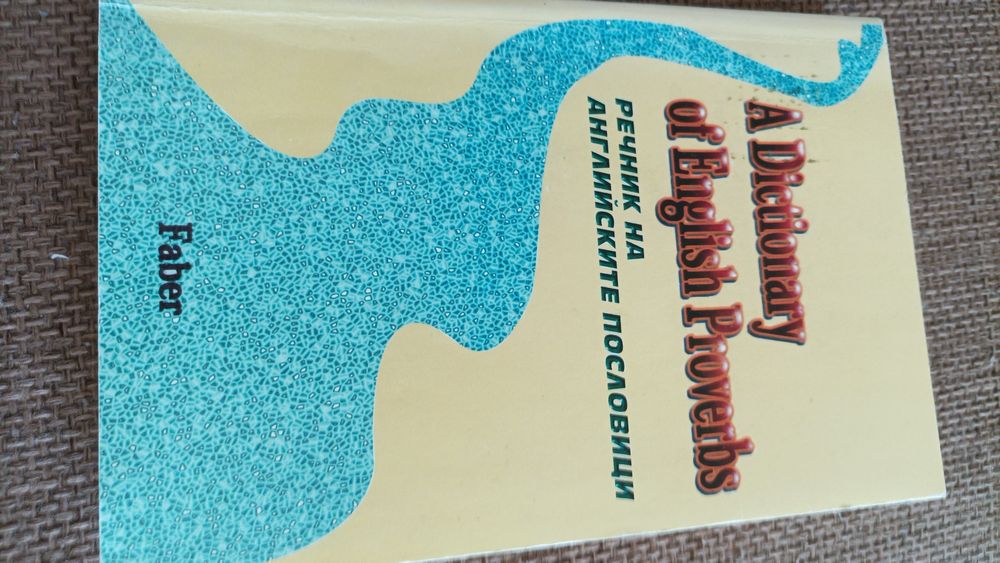 A Dictionary
of English Proverbs
РЕЧНИК НА
АНГЛИЙСКИТЕ ПОСЛОВИЦИ
Faber